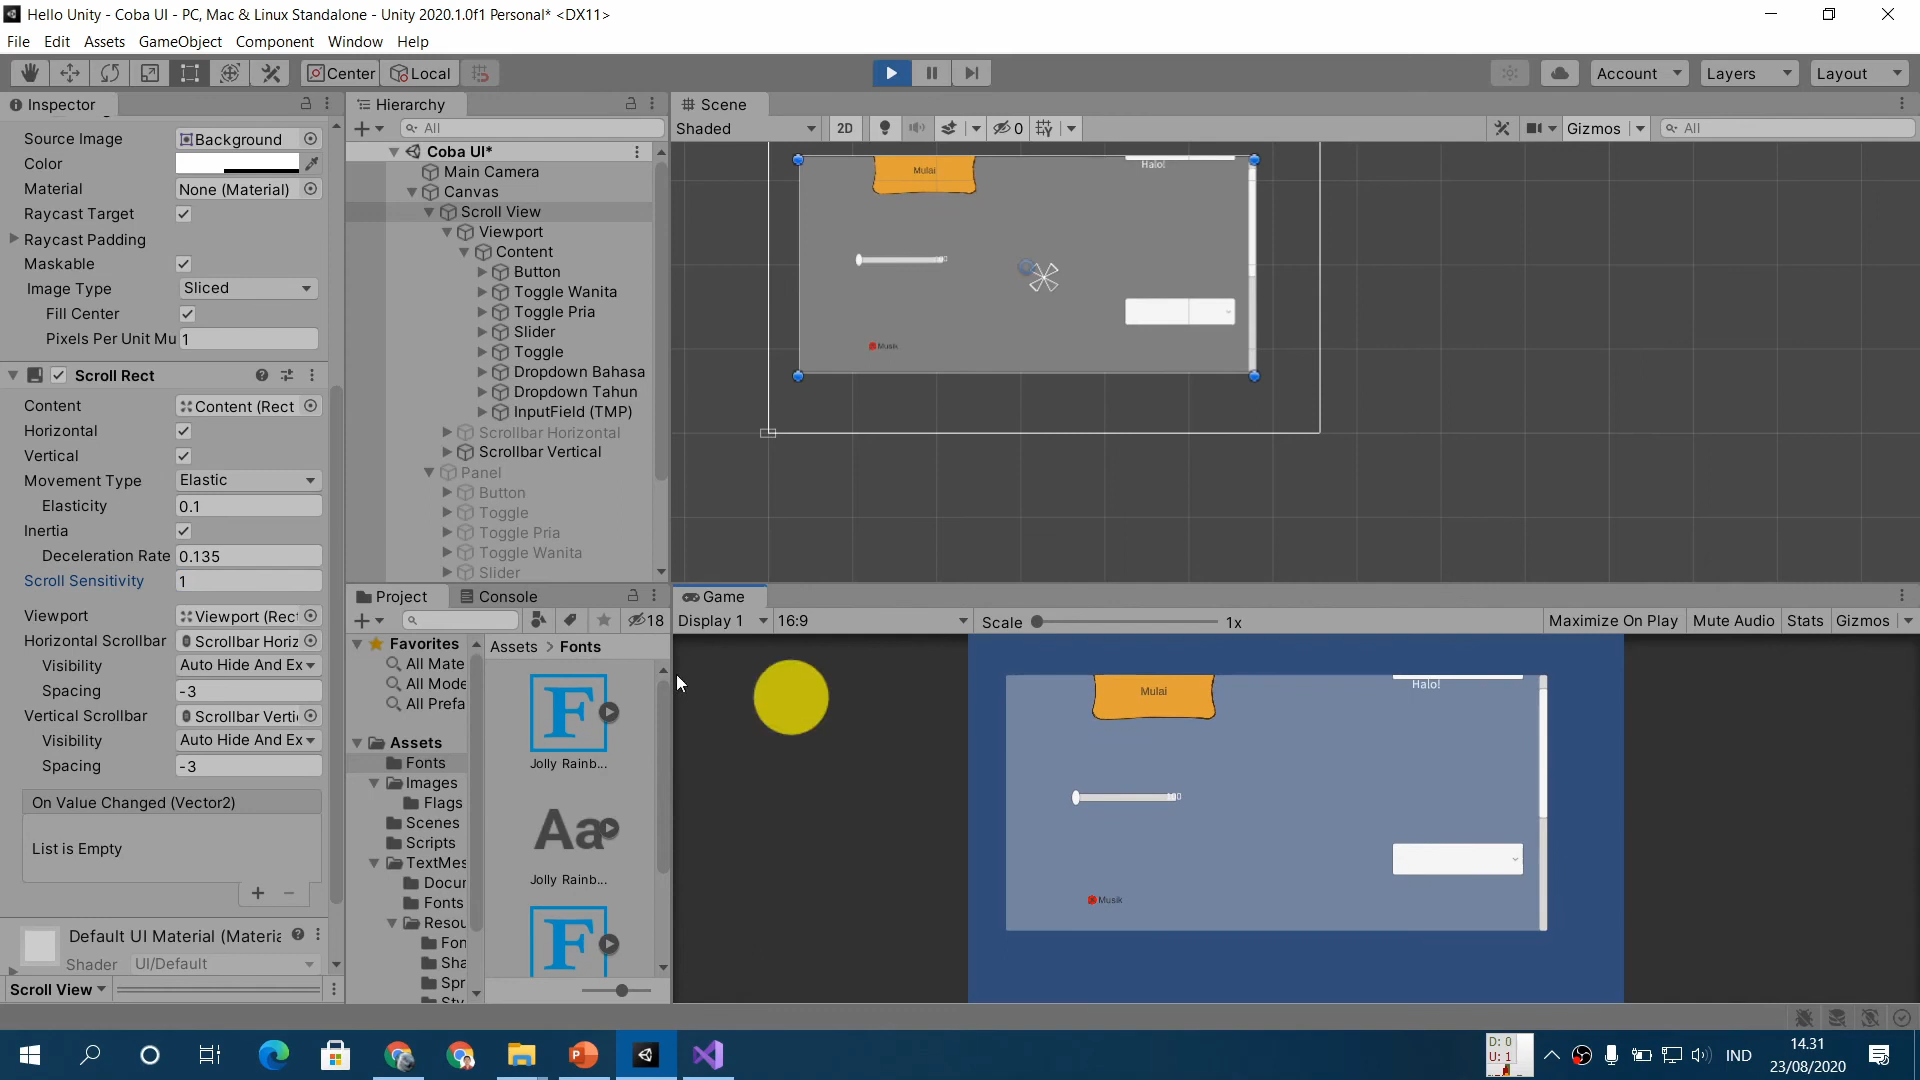 Hello Unity - Coba UI - PC, Mac & Linux Standalone - Unity 2020.1.0f1 Personal* <DX11>
File Edit Assets GameObject Component Window Help
Center Local Account Layers Layout
Inspector
Source Image Background
Color
Material None (Material)
Raycast Target
Raycast Padding
Maskable
Image Type Sliced
Fill Center
Pixels Per Unit Mu 1
Scroll Rect
Content Content (Rect
Horizontal
Vertical
Movement Type Elastic
Elasticity 0.1
Inertia
Deceleration Rate 0.135
Scroll Sensitivity 1
Viewport Viewport (Rect
Horizontal Scrollbar Scrollbar Horiz
Visibility Auto Hide And Ex
Spacing -3
Vertical Scrollbar Scrollbar Verti
Visibility Auto Hide And Ex
Spacing -3
On Value Changed (Vector2)
List is Empty
Default UI Material (Materia
Shader UI/Default
Scroll View
Hierarchy
All
Coba UI*
Main Camera
Canvas
Scroll View
Viewport
Content
Button
Toggle Wanita
Toggle Pria
Slider
Toggle
Dropdown Bahasa
Dropdown Tahun
InputField (TMP)
Scrollbar Horizontal
Scrollbar Vertical
Panel
Button
Toggle
Toggle Pria
Toggle Wanita
Slider
Project Console
18
Favorites
All Mate
All Mode
All Prefa
Assets
Fonts
Images
Flags
Scenes
Scripts
TextMes
Docur
Fonts
Resou
Fon
Sha
Spr
Assets > Fonts
F
Jolly Rainb...
Aa
Jolly Rainb...
F
Scene
Shaded 2D 0 Gizmos All
Mulai
Halo!
Musik
Game
Display 1 16:9 Scale 1x Maximize On Play Mute Audio Stats Gizmos
Mulai
Halo!
100
Musik
D: 0
U: 1
IND
14.31
23/08/2020